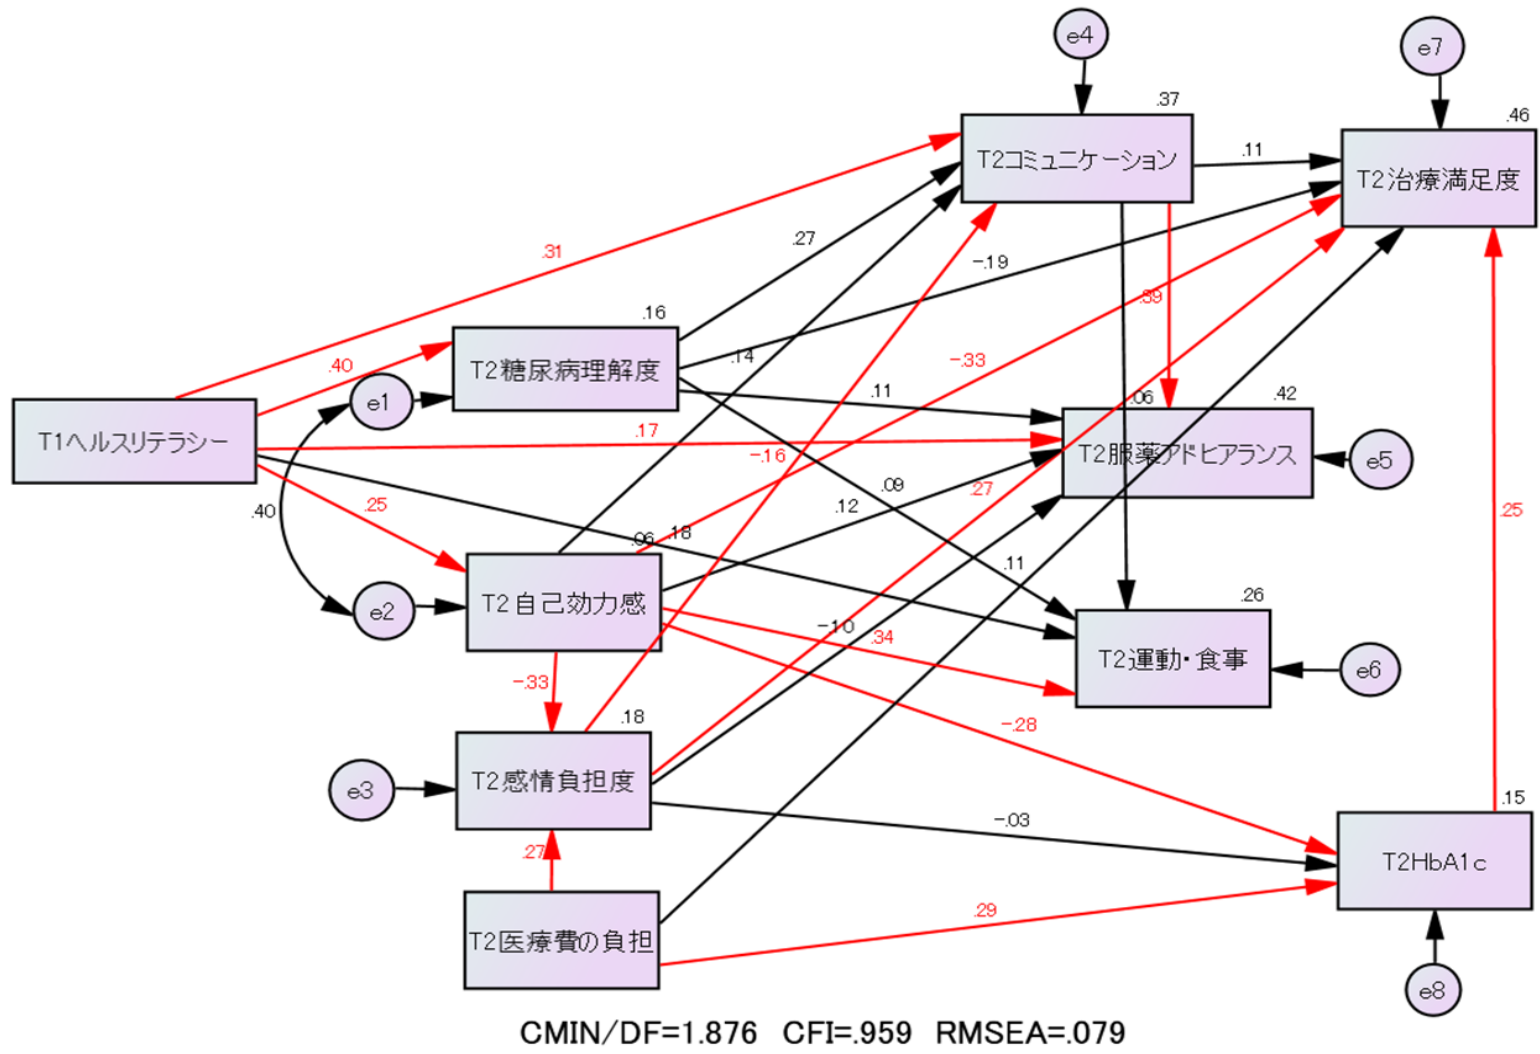 e4
e7
.37
.46
T2コミュニケーション
.11
T2治療満足度
.31
.27
-.19
.39
.16
.40
T2糖尿病理解度
.14
-.33
e1
.11
.06
.42
T1ヘルスリテラシー
.17
-.16
T2服薬アドヒアランス
e5
.25
.40
.09
.27
.12
.06
.18
.11
e2
T2自己効力感
.26
-.10
.34
T2運動・食事
e6
-.33
.18
-.28
.25
e3
T2感情負担度
.15
-.03
.27
T2HbA1c
.29
T2医療費の負担
e8
CMIN/DF=1.876 CFI=.959 RMSEA=.079